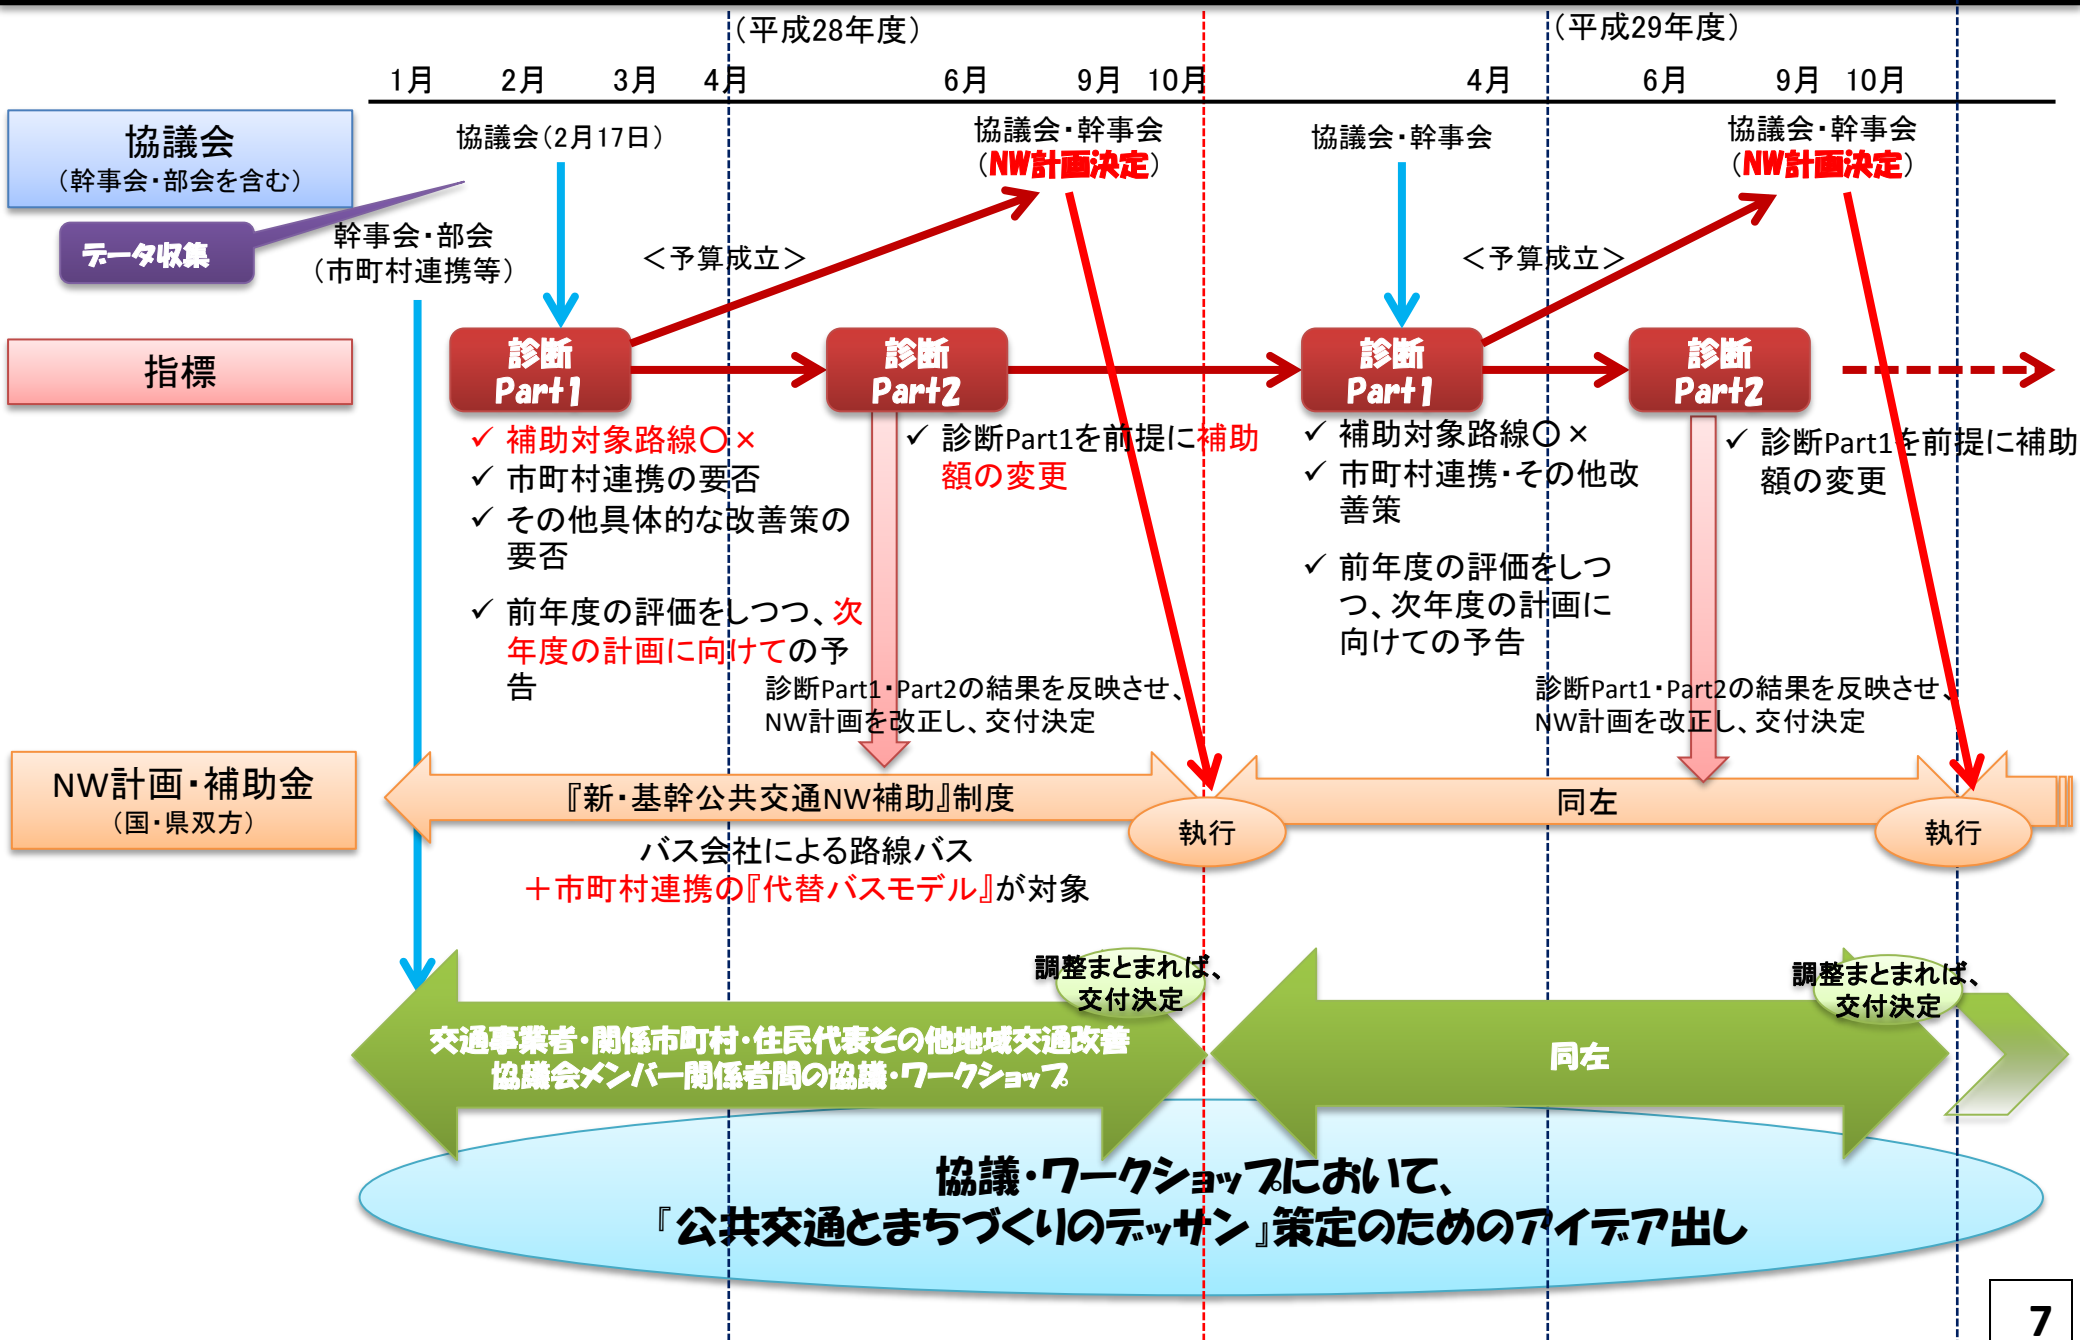 （平成28年度）
（平成29年度）
1月 2月 3月 4月 6月 9月 10月 4月 6月 9月 10月
協議会
（幹事会・部会を含む）
データ収集
幹事会・部会
（市町村連携等）
協議会（2月17日）
＜予算成立＞
協議会・幹事会
（NW計画決定）
協議会・幹事会
＜予算成立＞
協議会・幹事会
（NW計画決定）
指標
診断
Part1
診断
Part2
診断
Part1
診断
Part2
✓ 補助対象路線〇×
✓ 市町村連携の要否
✓ その他具体的な改善策の
要否
✓ 前年度の評価をしつつ、次
年度の計画に向けての予
告
✓ 診断Part1を前提に補助
額の変更
✓ 補助対象路線〇×
✓ 市町村連携・その他改
善策
✓ 前年度の評価をしつ
つ、次年度の計画に
向けての予告
✓ 診断Part1を前提に補助
額の変更
診断Part1・Part2の結果を反映させ、
NW計画を改正し、交付決定
診断Part1・Part2の結果を反映させ、
NW計画を改正し、交付決定
NW計画・補助金
（国・県双方）
『新・基幹公共交通NW補助』制度
執行
同左
執行
バス会社による路線バス
＋市町村連携の『代替バスモデル』が対象
調整まとまれば、
交付決定
調整まとまれば、
交付決定
交通事業者・関係市町村・住民代表その他地域交通改善
協議会メンバー関係者間の協議・ワークショップ
同左
協議・ワークショップにおいて、
『公共交通とまちづくりのデッサン』策定のためのアイデア出し
7